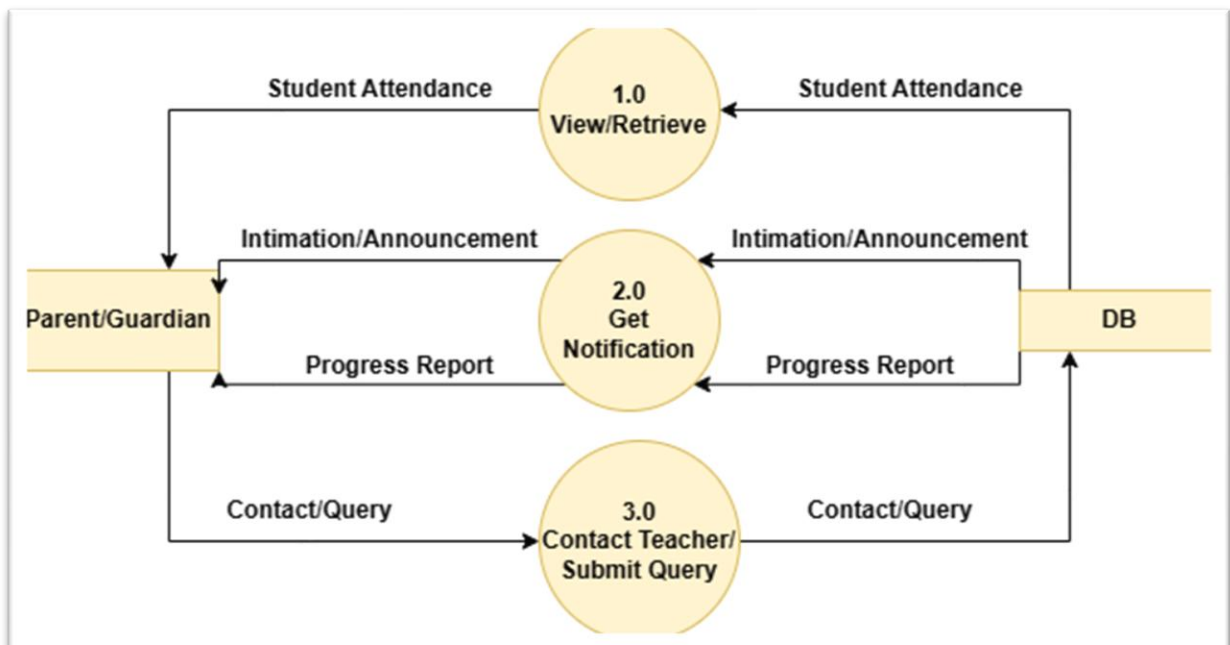 Student Attendance
1.0
View/Retrieve
Student Attendance
Intimation/Announcement
Intimation/Announcement
2.0
Get
Notification
Parent/Guardian
DB
Progress Report
Progress Report
Contact/Query
3.0
Contact Teacher/
Submit Query
Contact/Query